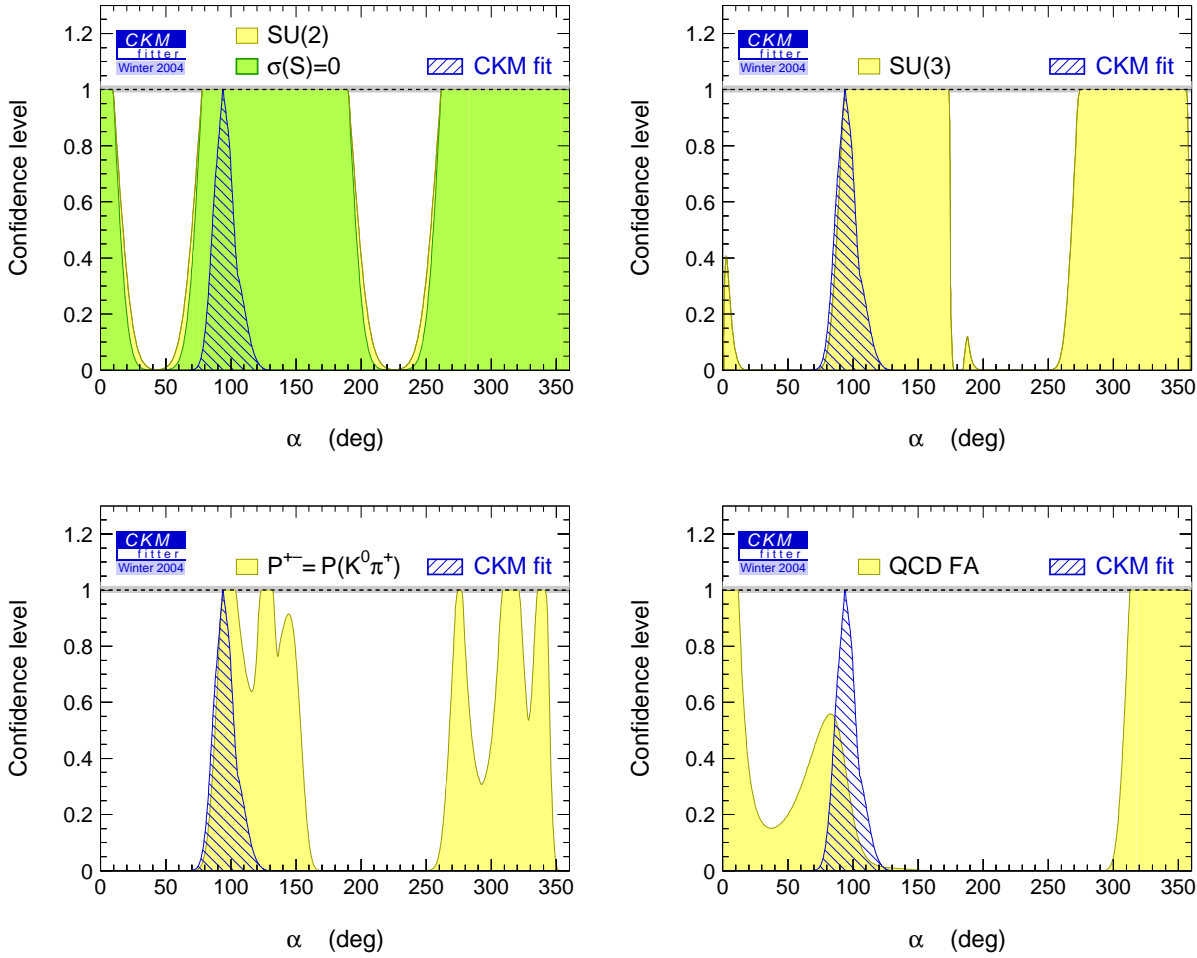 1.2
1
0.8
0.6
0.4
0.2
0
0 50 100 150 200 250 300 350
Confidence level
α (deg)
CKM
fitter
Winter 2004
SU(2)
σ(S)=0
CKM fit
1.2
1
0.8
0.6
0.4
0.2
0
0 50 100 150 200 250 300 350
Confidence level
α (deg)
CKM
fitter
Winter 2004
SU(3)
CKM fit
1.2
1
0.8
0.6
0.4
0.2
0
0 50 100 150 200 250 300 350
Confidence level
α (deg)
CKM
fitter
Winter 2004
P⁺⁻ = P(K⁰π⁺)
CKM fit
1.2
1
0.8
0.6
0.4
0.2
0
0 50 100 150 200 250 300 350
Confidence level
α (deg)
CKM
fitter
Winter 2004
QCD FA
CKM fit